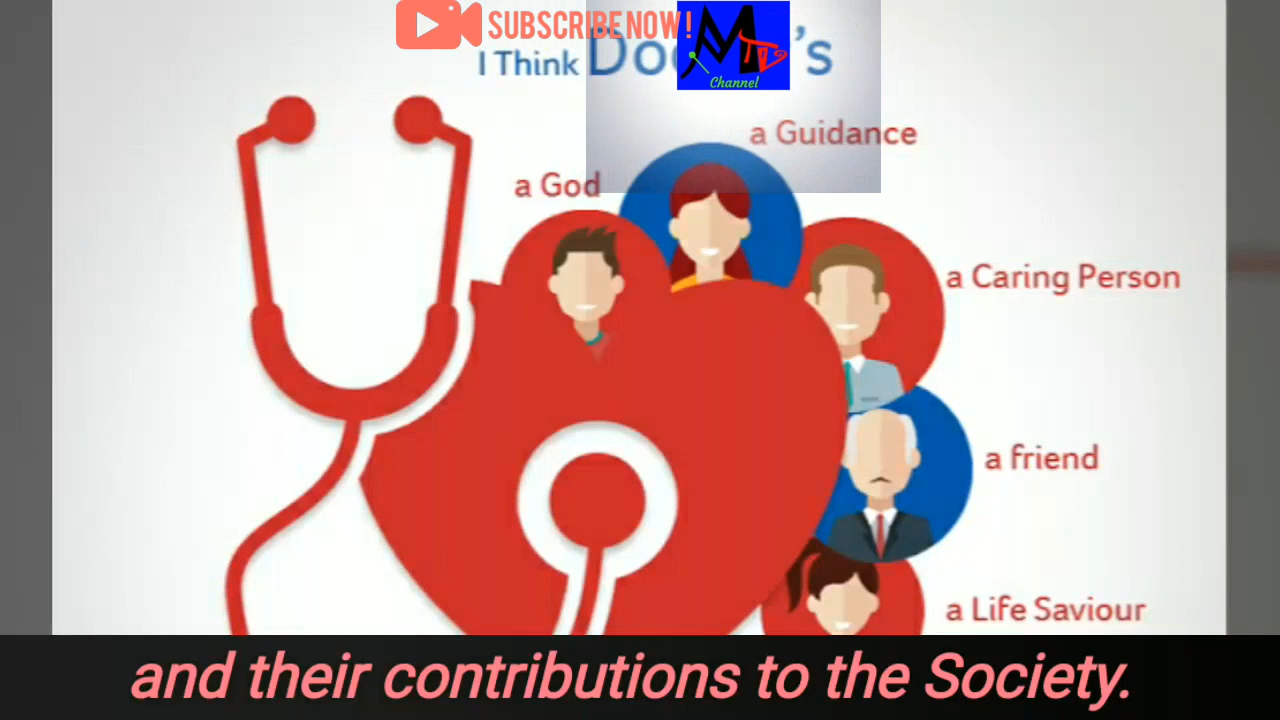 SUBSCRIBE NOW!
I Think
Channel
a Guidance
a God
a Caring Person
a friend
a Life Saviour
and their contributions to the Society.